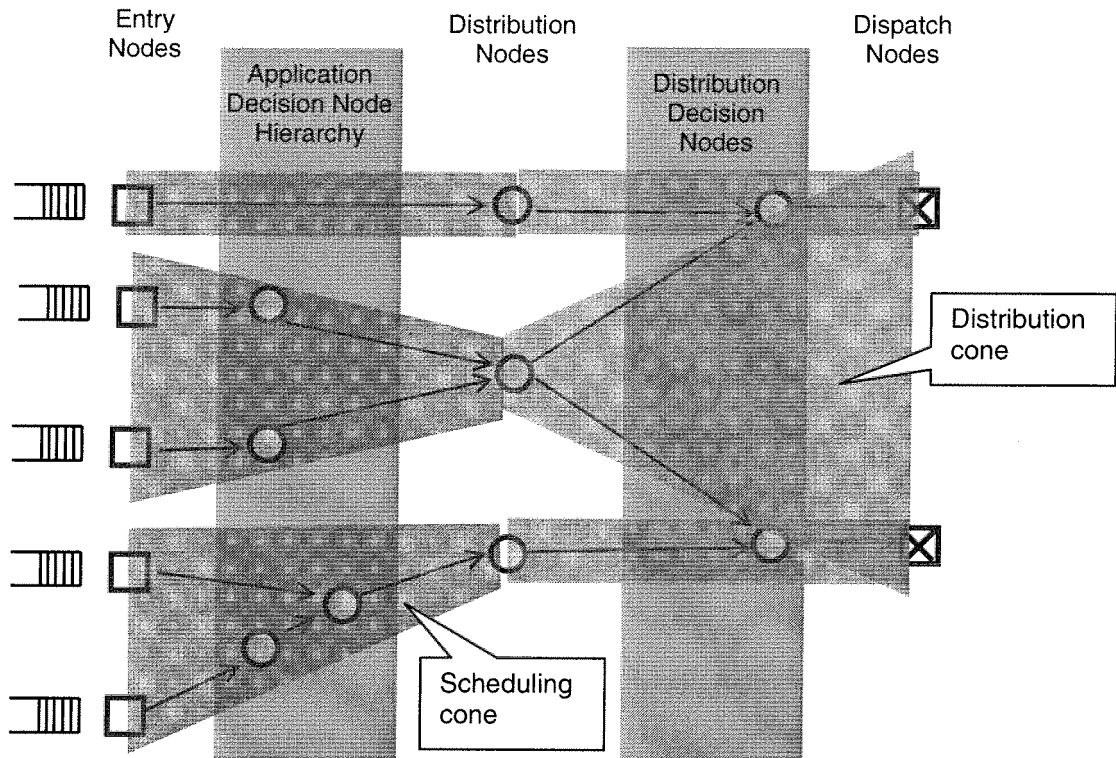 Entry
Nodes
Distribution
Nodes
Dispatch
Nodes
Application
Decision Node
Hierarchy
Distribution
Decision
Nodes
Distribution
cone
Scheduling
cone